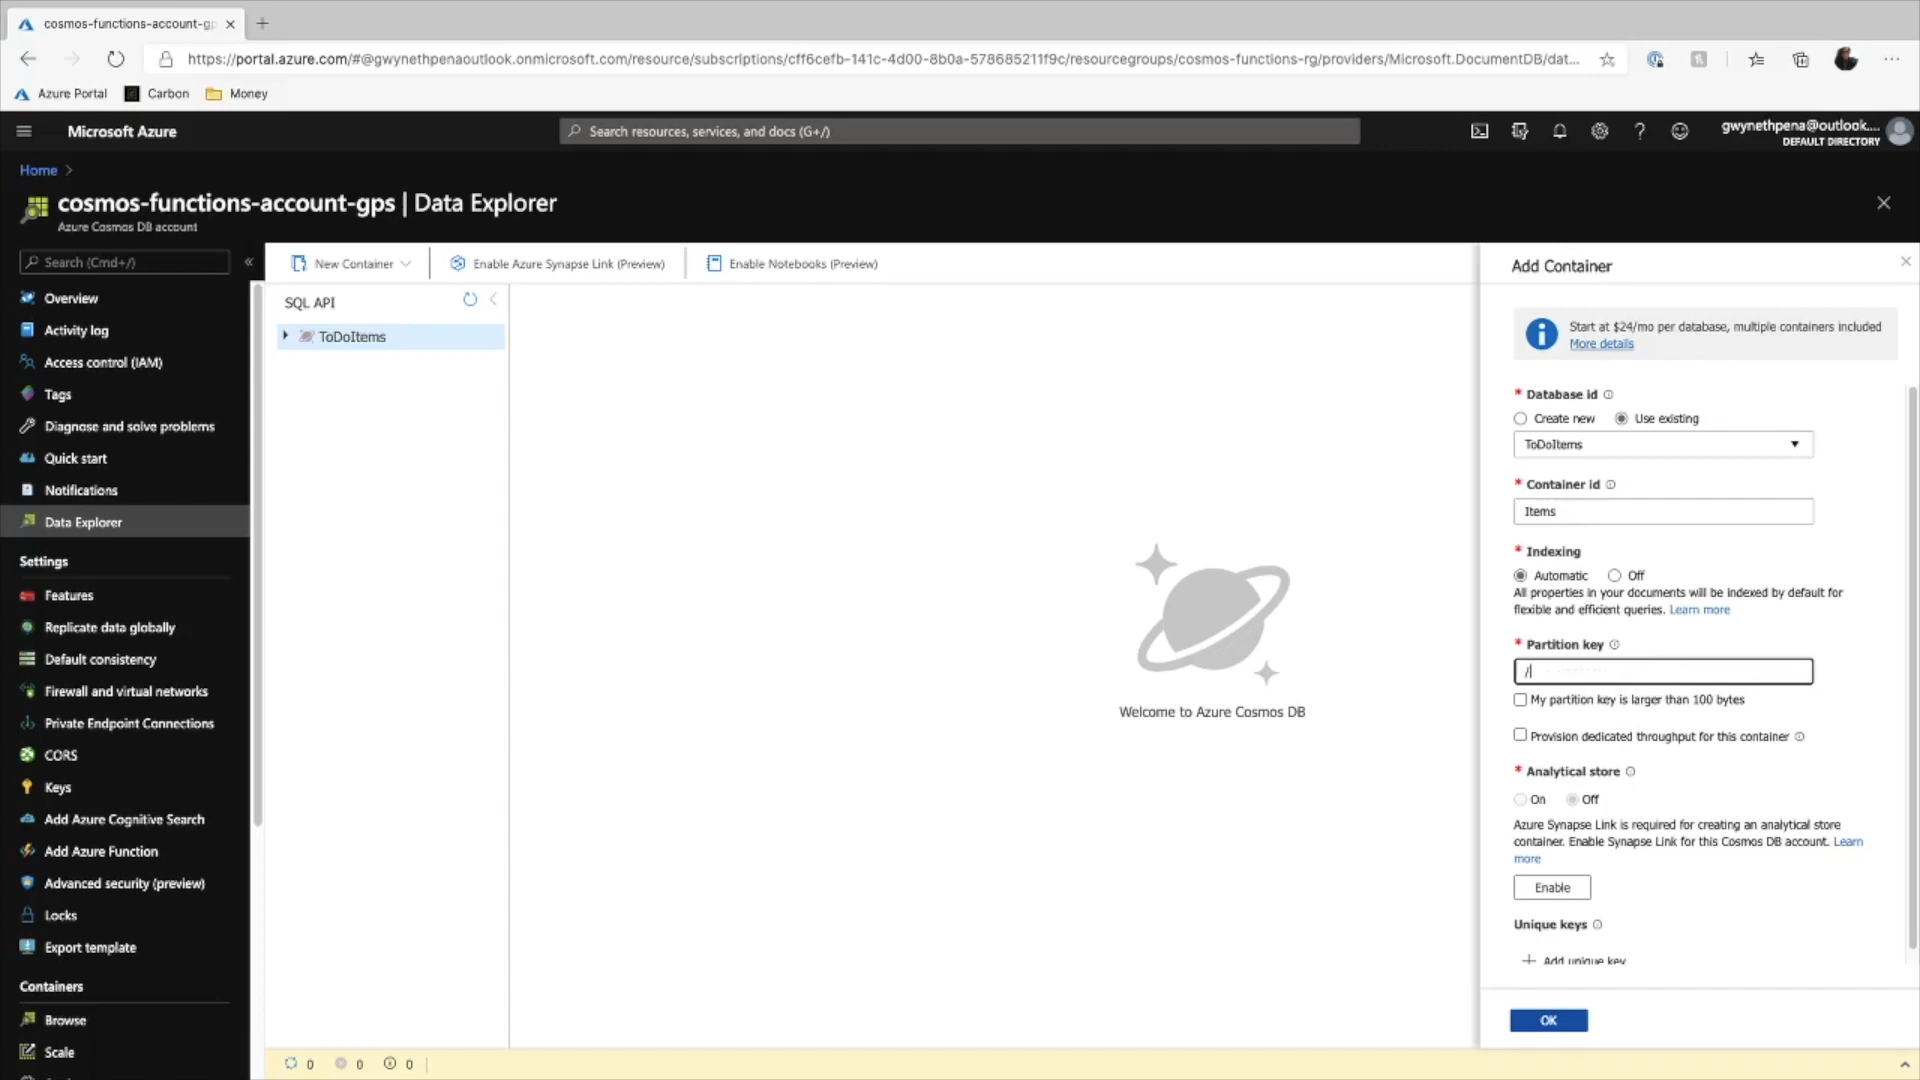 cosmos-functions-account-gp
https://portal.azure.com/#@gwynethpenaoutlook.onmicrosoft.com/resource/subscriptions/cff6cefb-141c-4d00-8b0a-578685211f9c/resourcegroups/cosmos-functions-rg/providers/Microsoft.DocumentDB/dat...
Azure Portal
Carbon
Money
Microsoft Azure
Search resources, services, and docs (G+/)
gwynethpena@outlook....
DEFAULT DIRECTORY
Home
cosmos-functions-account-gps | Data Explorer
Azure Cosmos DB account
Search (Cmd+/)
Overview
Activity log
Access control (IAM)
Tags
Diagnose and solve problems
Quick start
Notifications
Data Explorer
Settings
Features
Replicate data globally
Default consistency
Firewall and virtual networks
Private Endpoint Connections
CORS
Keys
Add Azure Cognitive Search
Add Azure Function
Advanced security (preview)
Locks
Export template
Containers
Browse
Scale
New Container
Enable Azure Synapse Link (Preview)
Enable Notebooks (Preview)
SQL API
ToDoItems
Welcome to Azure Cosmos DB
0 0 0
Add Container
Start at $24/mo per database, multiple containers included
More details
* Database id
Create new Use existing
ToDoItems
* Container id
Items
* Indexing
Automatic Off
All properties in your documents will be indexed by default for
flexible and efficient queries. Learn more
* Partition key
/
My partition key is larger than 100 bytes
Provision dedicated throughput for this container
* Analytical store
On Off
Azure Synapse Link is required for creating an analytical store
container. Enable Synapse Link for this Cosmos DB account. Learn
more
Enable
Unique keys
Add unique key
OK